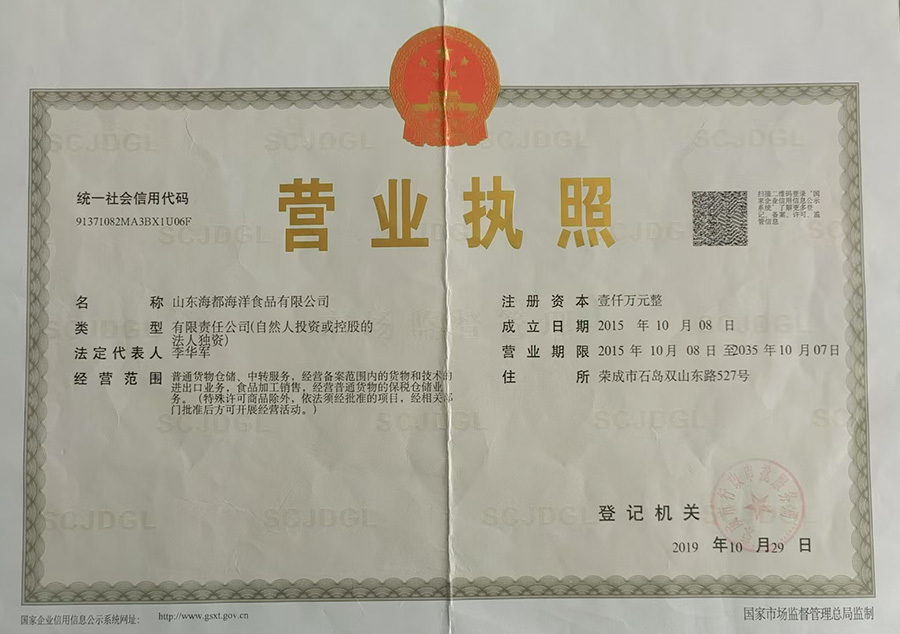 营业执照
统一社会信用代码
91371082MA3BX1U06F
扫描二维码登录‘国
家企业信用信息公示
系统’了解更多登
记、备案、许可、监
管信息
名 称 山东海都海洋食品有限公司
类 型 有限责任公司(自然人投资或控股的
法人独资)
法定代表人 李华军
经营范围 普通货物仓储、中转服务，经营备案范围内的货物和技术的
进出口业务，食品加工销售，经营普通货物的保税仓储业
务。（特殊许可商品除外，依法须经批准的项目，经相关部
门批准后方可开展经营活动。）
注册资本 壹仟万元整
成立日期 2015 年 10 月 08 日
营业期限 2015 年 10 月 08 日 至2035 年 10 月 07 日
住 所 荣成市石岛双山东路527号
登记机关
2019 年10 月29 日
国家企业信用信息公示系统网址： http://www.gsxt.gov.cn
国家市场监督管理总局监制
SCJDGL